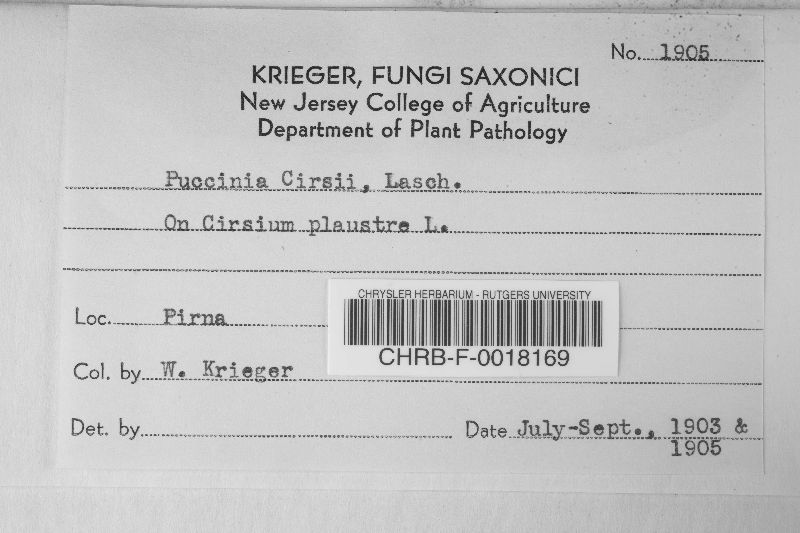 No. 1905
KRIEGER, FUNGI SAXONICI
New Jersey College of Agriculture
Department of Plant Pathology
Puccinia Cirsii, Lasch.
On Cirsium plaustre L.
Loc. Pirna
CHRYSLER HERBARIUM - RUTGERS UNIVERSITY
CHRB-F-0018169
Col. by W. Krieger
Det. by Date July-Sept., 1903 &
1905